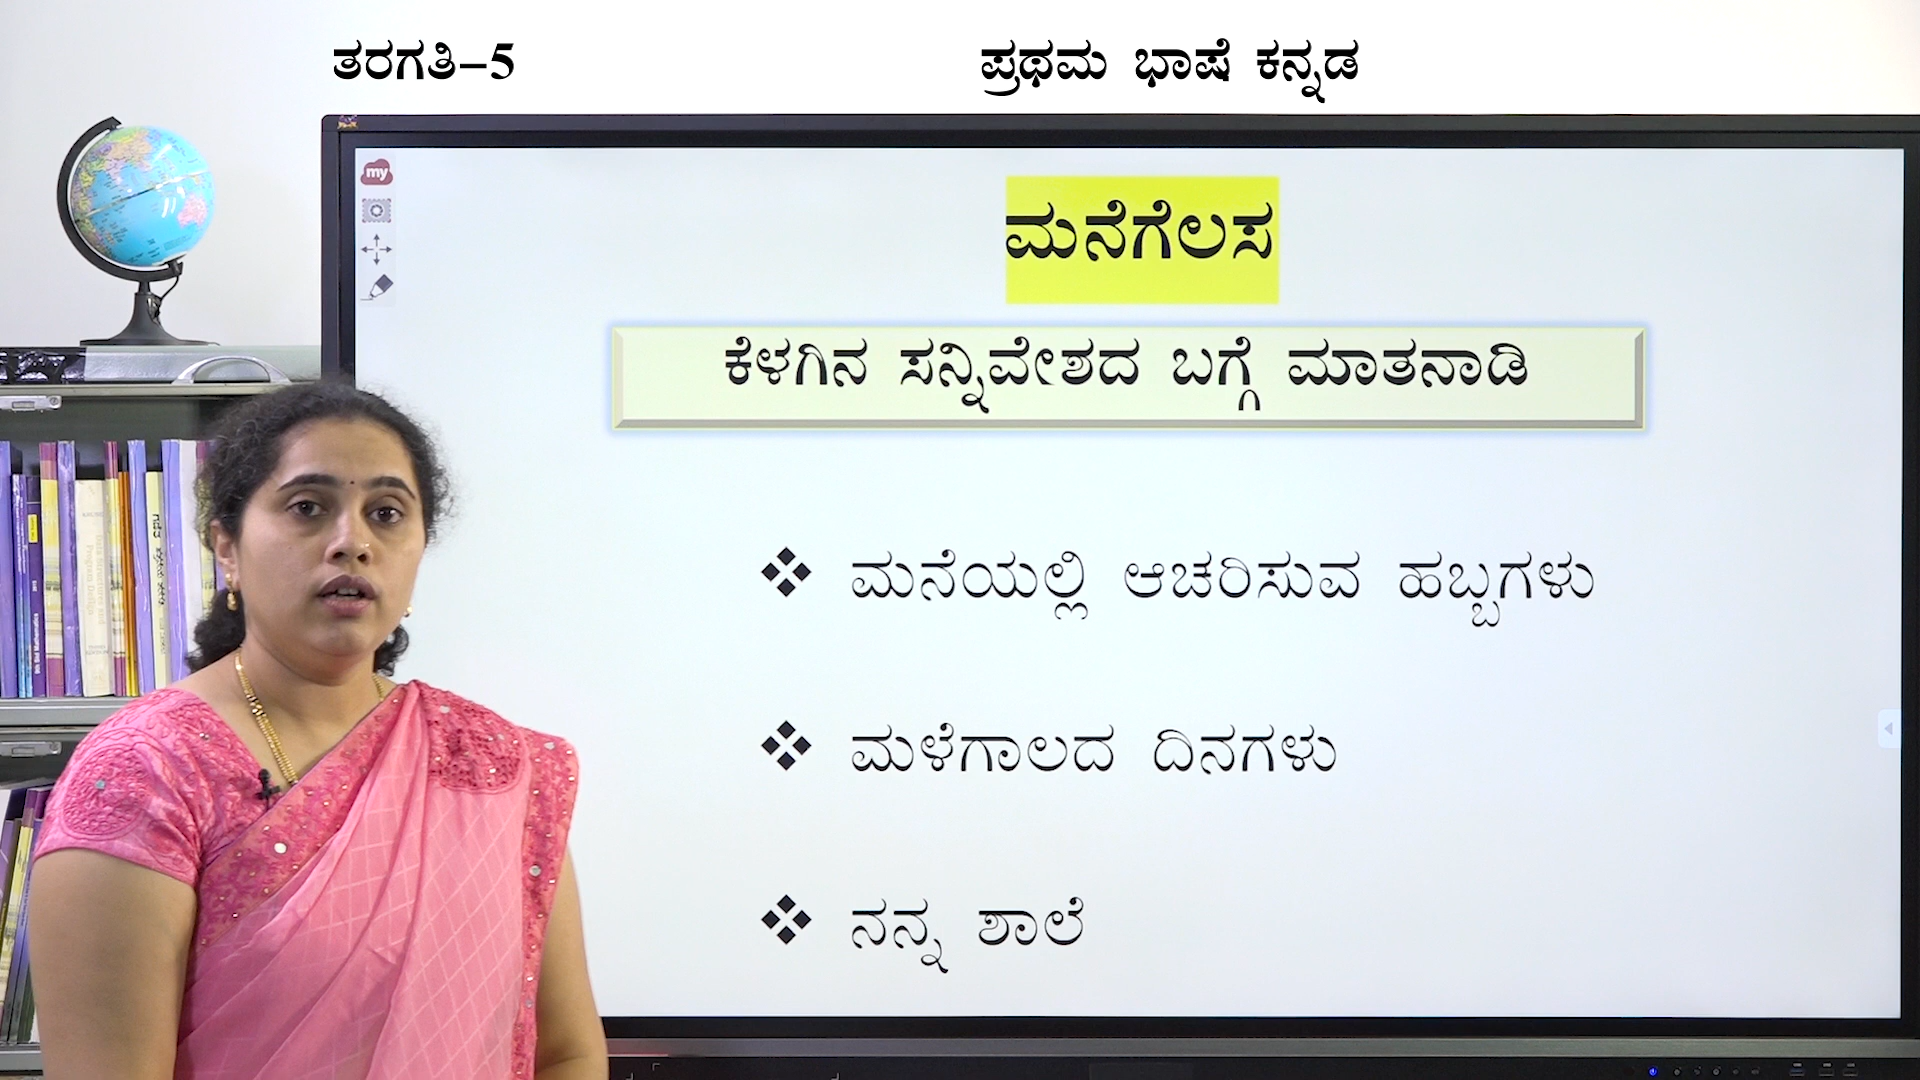 ತರಗತಿ–5
ಪ್ರಥಮ ಭಾಷೆ ಕನ್ನಡ
my
ಮನೆಗೆಲಸ
ಕೆಳಗಿನ ಸನ್ನಿವೇಶದ ಬಗ್ಗೆ ಮಾತನಾಡಿ
❖ ಮನೆಯಲ್ಲಿ ಆಚರಿಸುವ ಹಬ್ಬಗಳು
❖ ಮಳೆಗಾಲದ ದಿನಗಳು
❖ ನನ್ನ ಶಾಲೆ